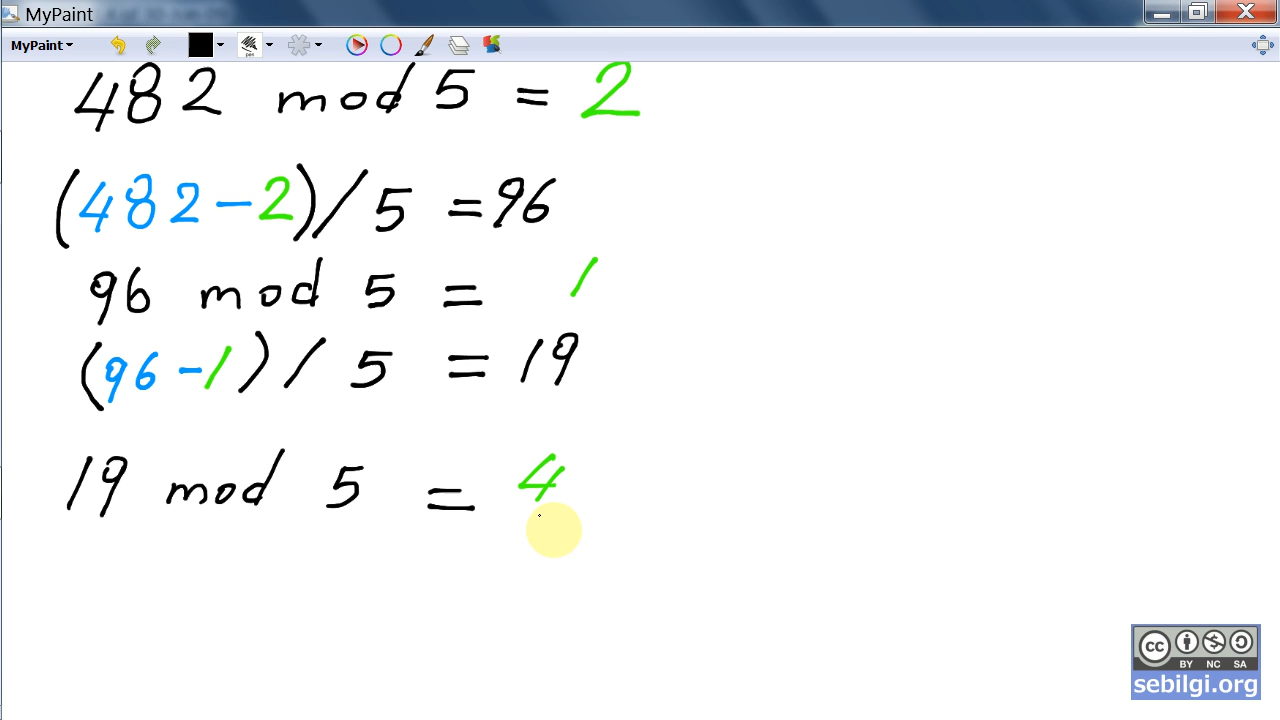 MyPaint
MyPaint
482 mod 5 = 2
(482-2)/5 =96
96 mod 5 = 1
(96-1)/5 =19
19 mod 5 = 4
cc
BY NC SA
sebilgi.org